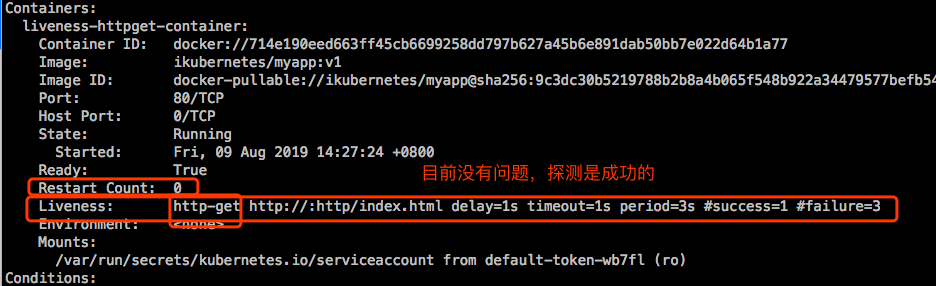 Containers:
liveness-httpget-container:
Container ID: docker://714e190eed663ff45cb6699258dd797b627a45b6e891dab50bb7e022d64b1a77
Image: ikubernetes/myapp:v1
Image ID: docker-pullable://ikubernetes/myapp@sha256:9c3dc30b5219788b2b8a4b065f548b922a34479577befb54
Port: 80/TCP
Host Port: 0/TCP
State: Running
Started: Fri, 09 Aug 2019 14:27:24 +0800
Ready: True
目前没有问题，探测是成功的
Restart Count: 0
Liveness: http-get http://:http/index.html delay=1s timeout=1s period=3s #success=1 #failure=3
Environment: <none>
Mounts:
/var/run/secrets/kubernetes.io/serviceaccount from default-token-wb7fl (ro)
Conditions: